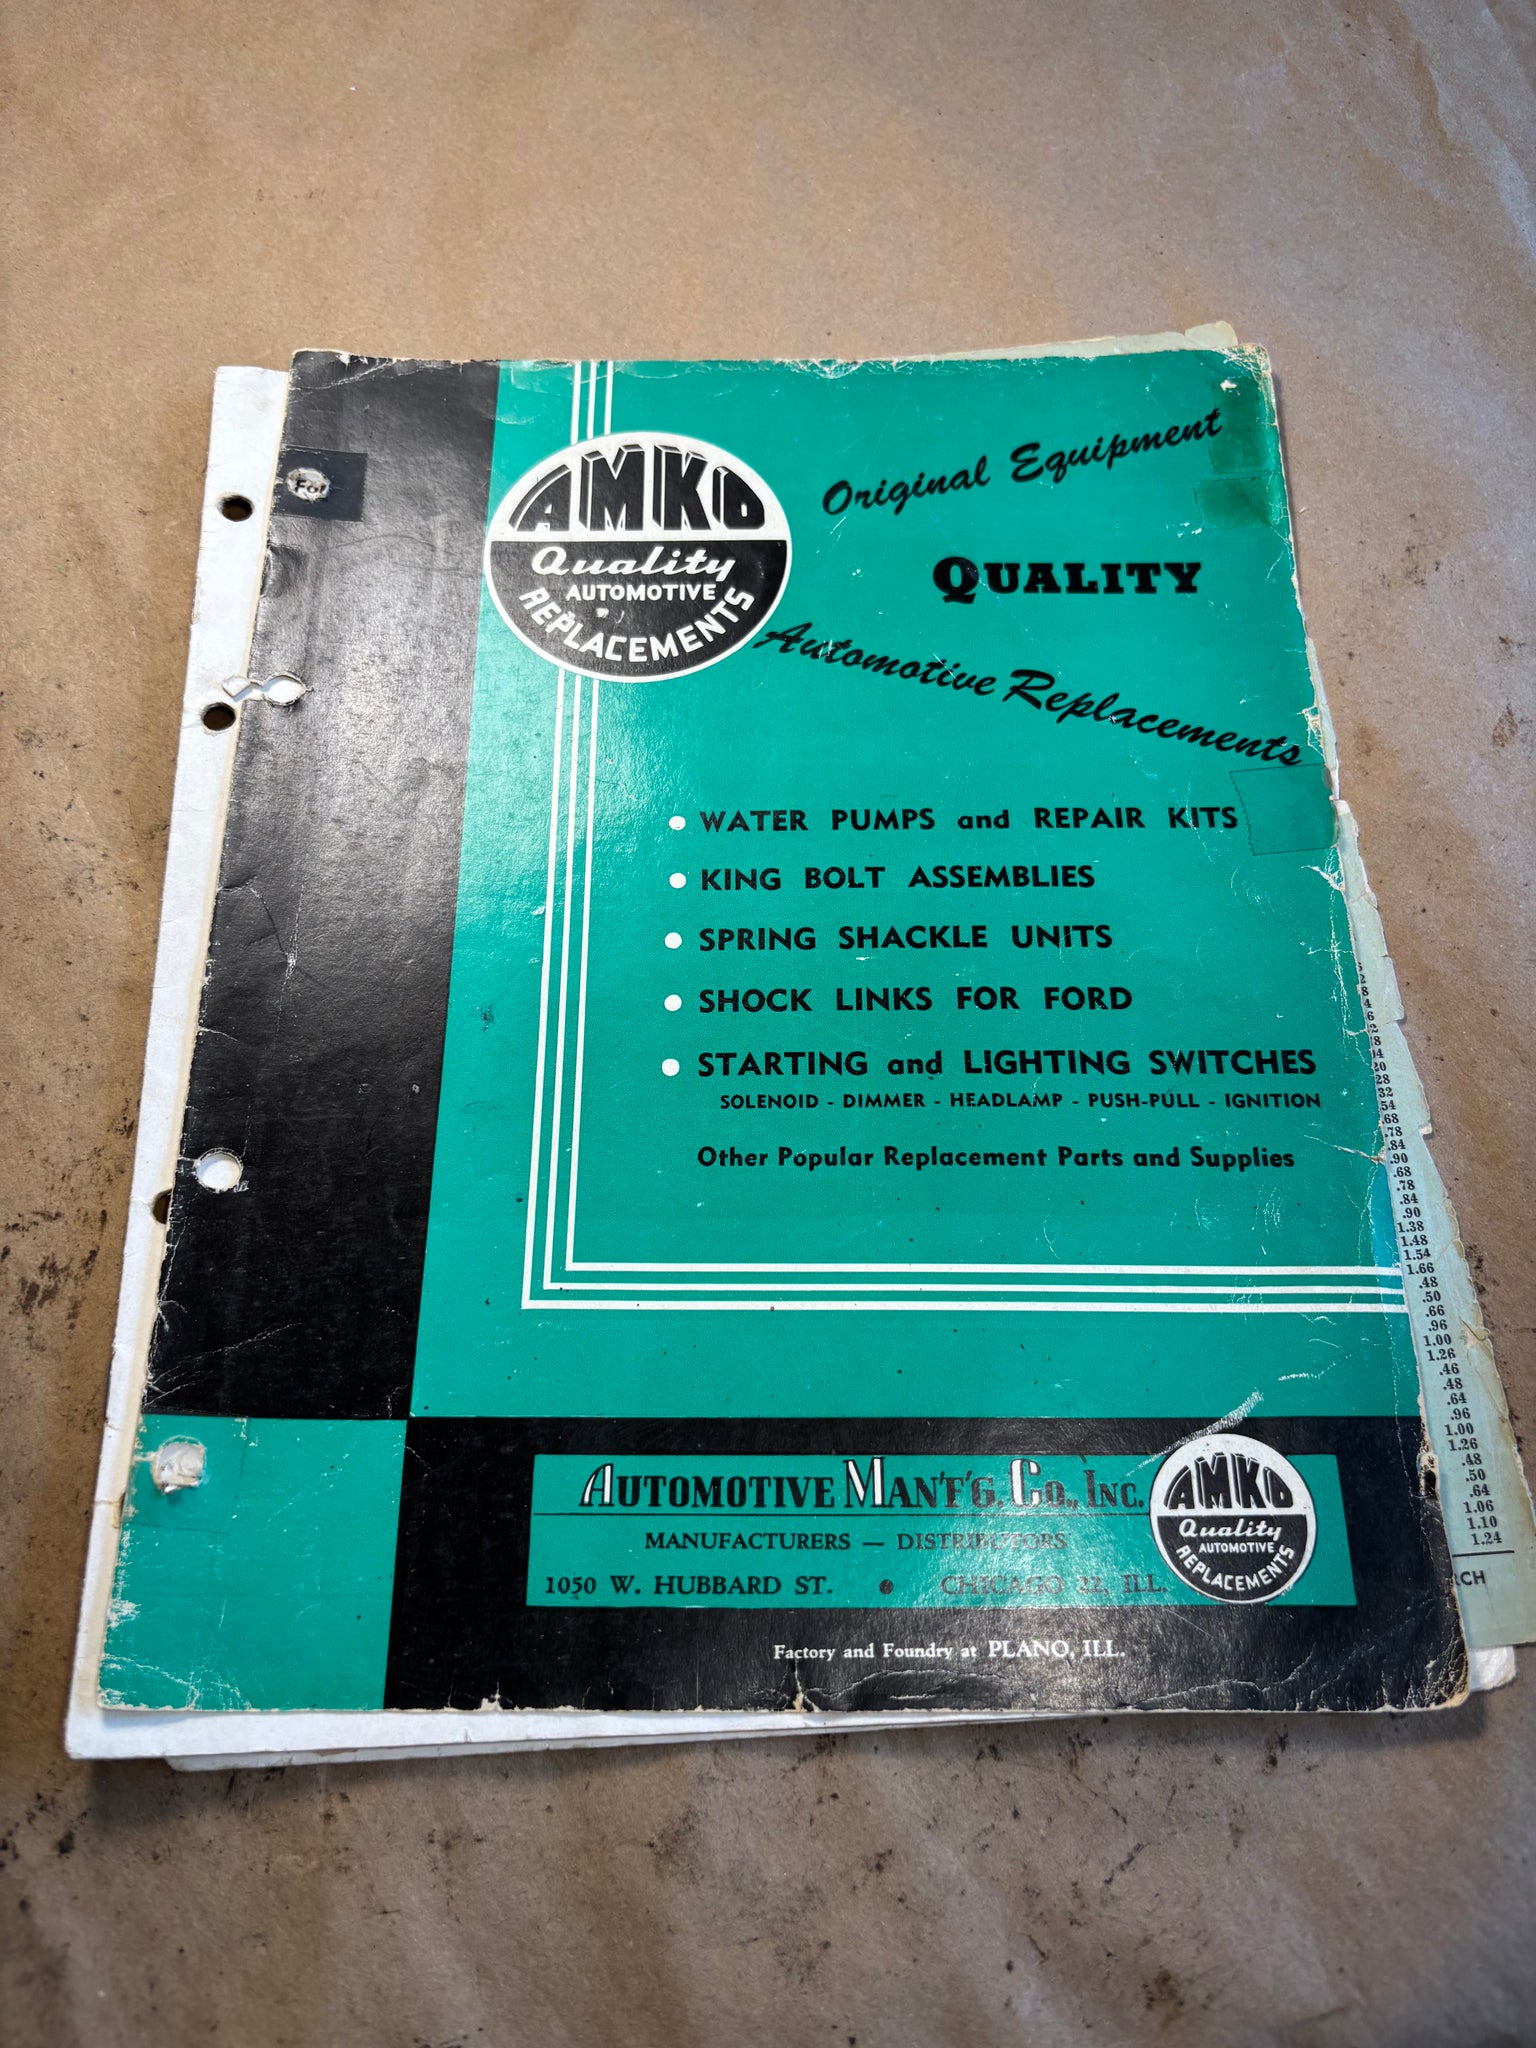 AMKO
Quality
AUTOMOTIVE
REPLACEMENTS
Original Equipment
QUALITY
Automotive Replacements
WATER PUMPS and REPAIR KITS
KING BOLT ASSEMBLIES
SPRING SHACKLE UNITS
SHOCK LINKS FOR FORD
STARTING and LIGHTING SWITCHES
SOLENOID - DIMMER - HEADLAMP - PUSH-PULL - IGNITION
Other Popular Replacement Parts and Supplies
AUTOMOTIVE MAN'F'G. CO., INC.
MANUFACTURERS — DISTRIBUTORS
1050 W. HUBBARD ST. • CHICAGO 22, ILL.
AMKO
Quality
AUTOMOTIVE
REPLACEMENTS
Factory and Foundry at PLANO, ILL.
.68
.78
.84
.90
.68
.78
.84
.90
1.38
1.48
1.54
1.66
.48
.50
.66
.96
1.00
1.26
.46
.48
.64
.96
1.00
1.26
.48
.50
.64
1.06
1.10
1.24